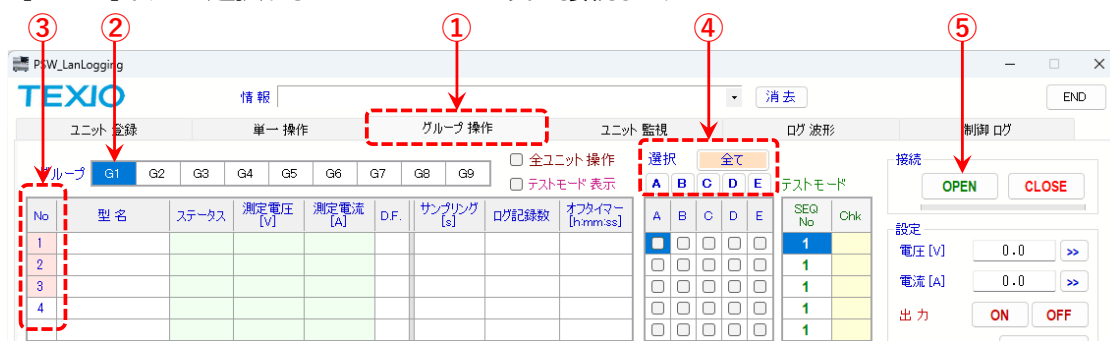 ③ ② ① ④ ⑤
PSW_LanLogging
TEXIO 情報 消去 END
ユニット 登録 単一 操作 グループ 操作 ユニット 監視 ログ 波形 制御 ログ
グループ G1 G2 G3 G4 G5 G6 G7 G8 G9
全ユニット 操作
テストモード 表示
選択 全て
A B C D E テストモード
接続
OPEN CLOSE
No 型 名 ステータス 測定電圧 [V] 測定電流 [A] D.F. サンプリング [s] ログ記録数 オフタイマー [h:mm:ss] A B C D E SEQ No Chk
1 1
2 1
3 1
4 1
1
設定
電圧 [V] 0.0 >>
電流 [A] 0.0 >>
出 力 ON OFF